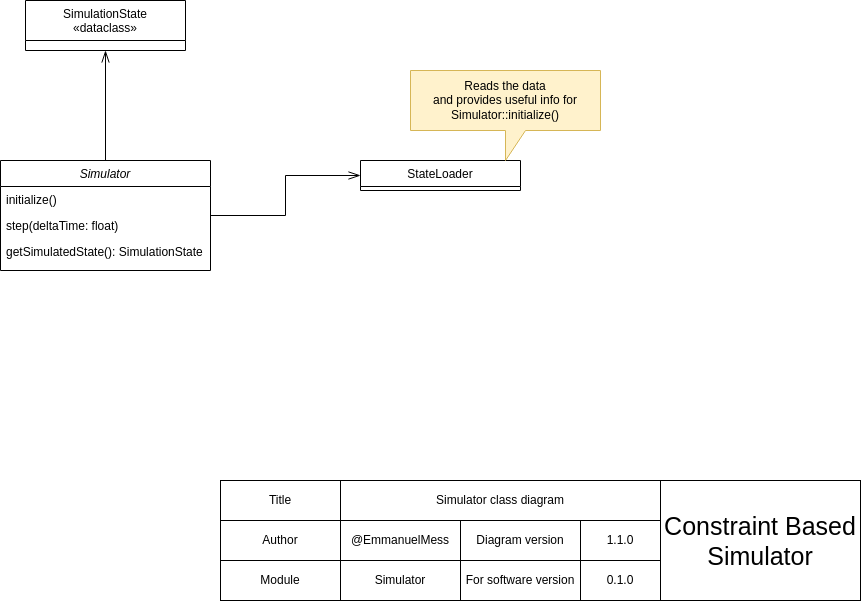 SimulationState
«dataclass»
Reads the data
and provides useful info for
Simulator::initialize()
Simulator
StateLoader
initialize()
step(deltaTime: float)
getSimulatedState(): SimulationState
Title
Simulator class diagram
Author
@EmmanuelMess
Diagram version
1.1.0
Module
Simulator
For software version
0.1.0
Constraint Based
Simulator